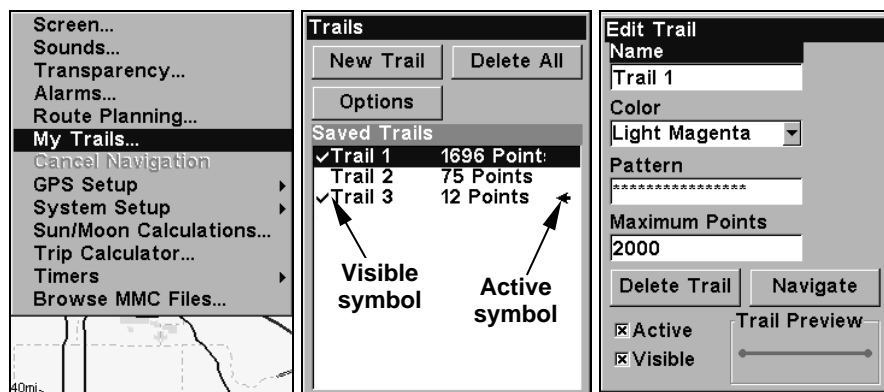 Screen...
Sounds...
Transparency...
Alarms...
Route Planning...
My Trails...
Cancel Navigation
GPS Setup
System Setup
Sun/Moon Calculations...
Trip Calculator...
Timers
Browse MMC Files...
40mi
Trails
New Trail
Delete All
Options
Saved Trails
Trail 1 1696 Point
Trail 2 75 Points
Trail 3 12 Points
Visible symbol
Active symbol
Edit Trail
Name
Trail 1
Color
Light Magenta
Pattern
****************
Maximum Points
2000
Delete Trail
Navigate
Active
Visible
Trail Preview